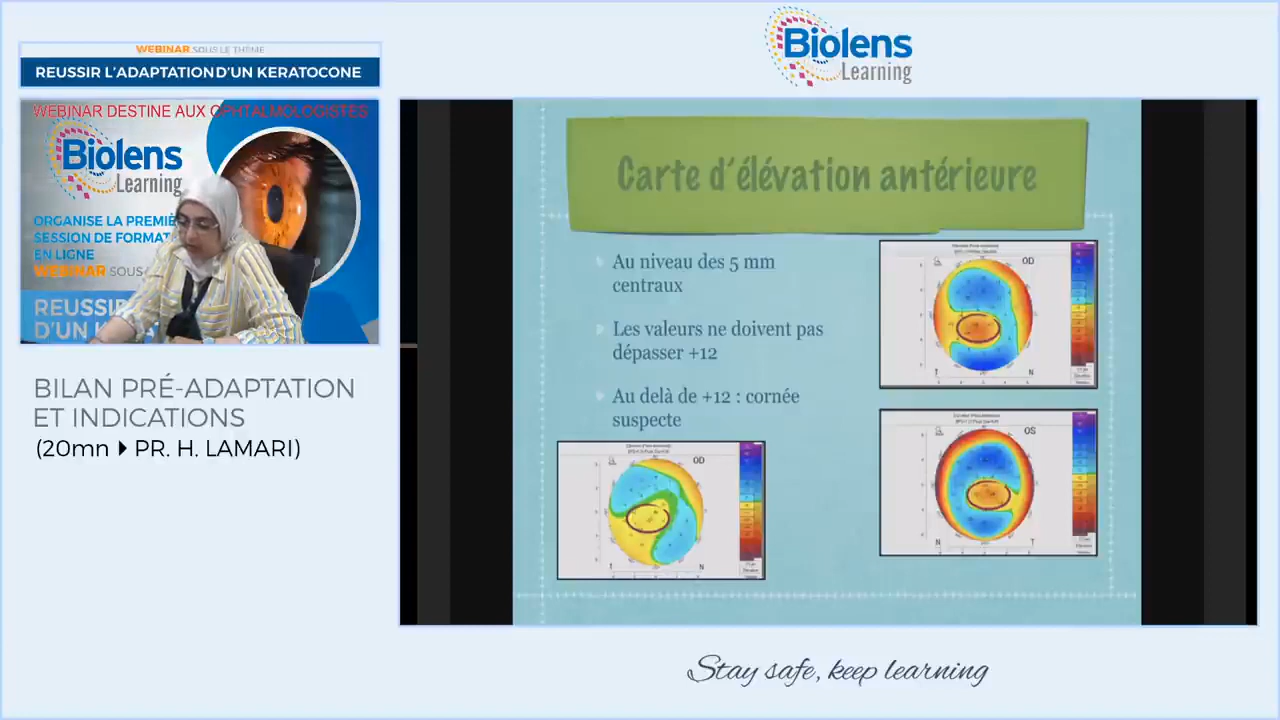 WEBINAR SOUS LE THÈME
REUSSIR L'ADAPTATION D'UN KERATOCONE
WEBINAR DESTINE AUX OPHTALMOLOGISTES
Biolens
Learning
ORGANISE LA PREMIÈ
SESSION DE FORMAT
EN LIGNE
WEBINAR SOUS
REUSSI
D'UN K
BILAN PRÉ-ADAPTATION
ET INDICATIONS
(20mn PR. H. LAMARI)
Biolens
Learning
Carte d'élévation antérieure
Au niveau des 5 mm
centraux
Les valeurs ne doivent pas
dépasser +12
Au delà de +12 : cornée
suspecte
OD
T N
OD
T N
OS
N T
Stay safe, keep learning